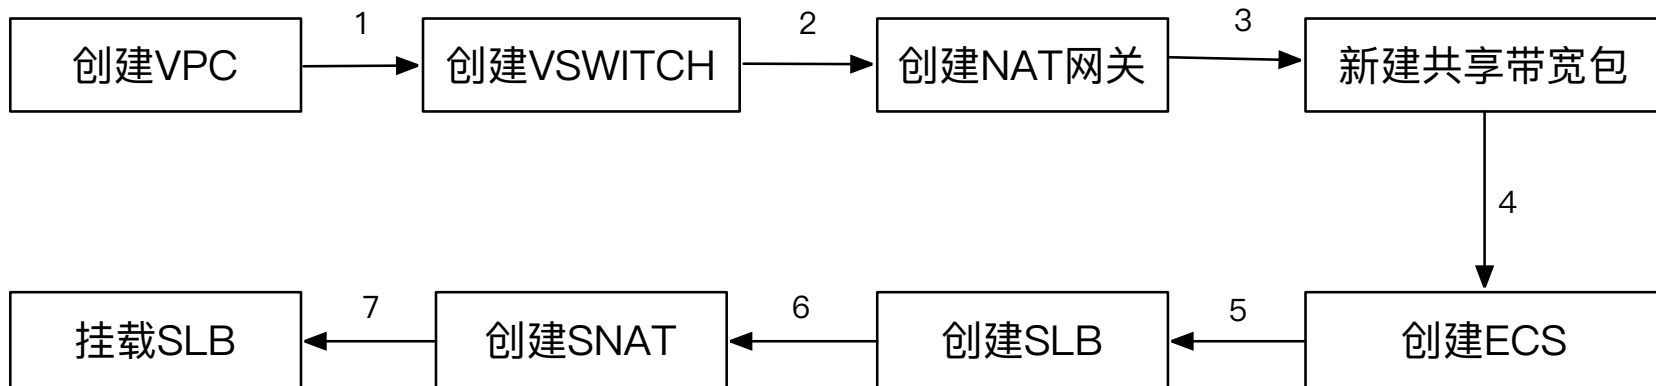 创建VPC
1
创建VSWITCH
2
创建NAT网关
3
新建共享带宽包
4
创建ECS
5
创建SLB
6
创建SNAT
7
挂载SLB